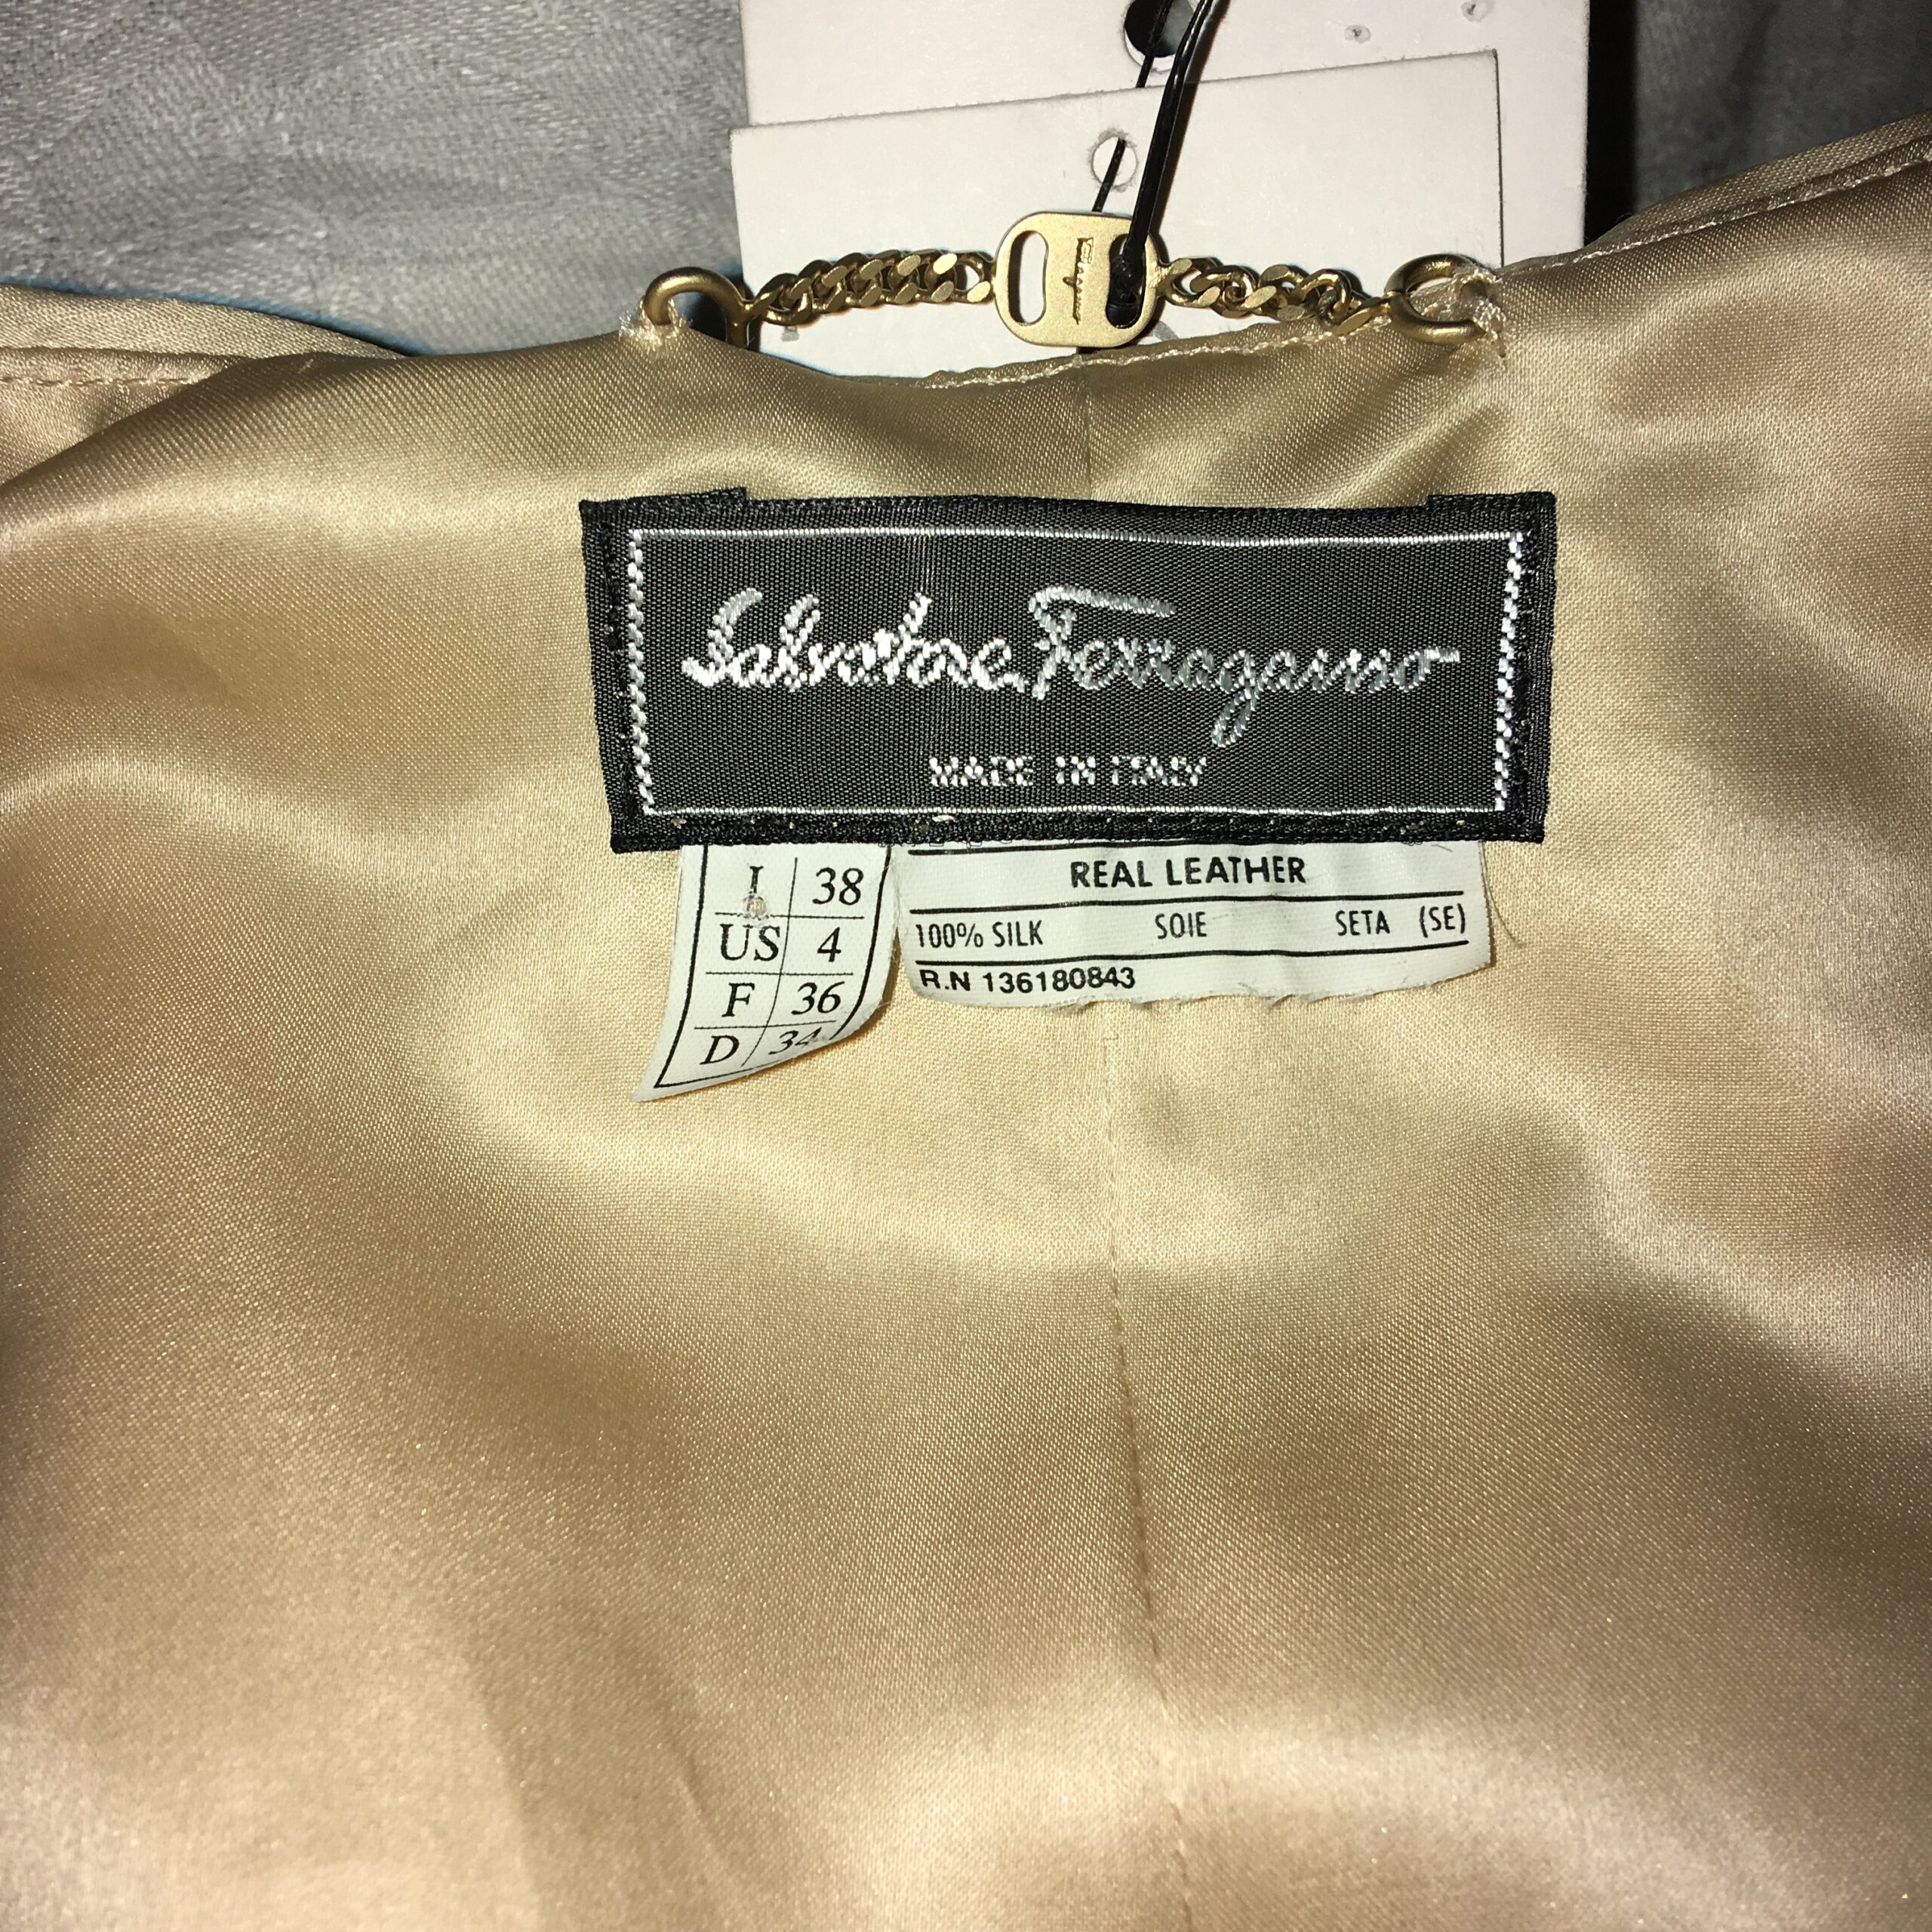 Salvatore Ferragamo
MADE IN ITALY
I 38
US 4
F 36
D 34
REAL LEATHER
100% SILK SOIE SETA (SE)
R.N 136180843